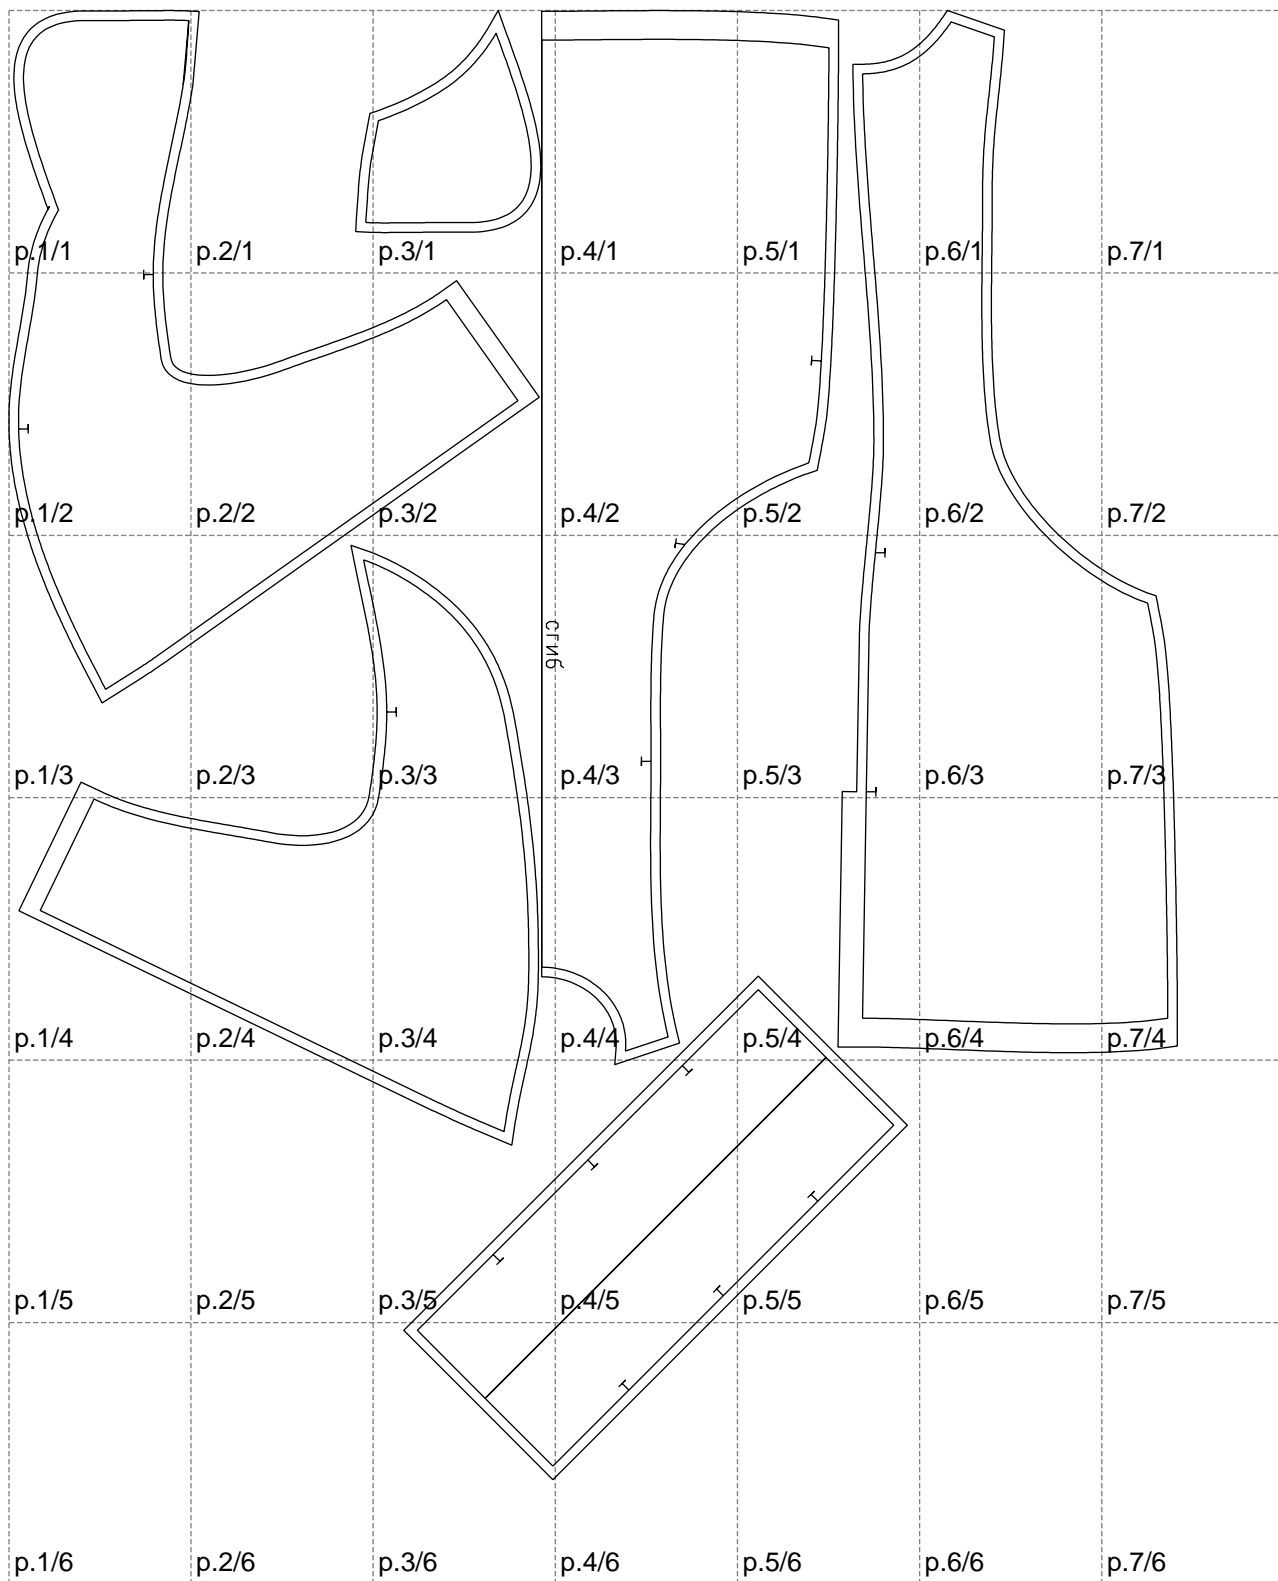 p.1/1 p.2/1 p.3/1 p.4/1 p.5/1 p.6/1 p.7/1
p.1/2 p.2/2 p.3/2 p.4/2 p.5/2 p.6/2 p.7/2
сгиб
p.1/3 p.2/3 p.3/3 p.4/3 p.5/3 p.6/3 p.7/3
p.1/4 p.2/4 p.3/4 p.4/4 p.5/4 p.6/4 p.7/4
p.1/5 p.2/5 p.3/5 p.4/5 p.5/5 p.6/5 p.7/5
p.1/6 p.2/6 p.3/6 p.4/6 p.5/6 p.6/6 p.7/6